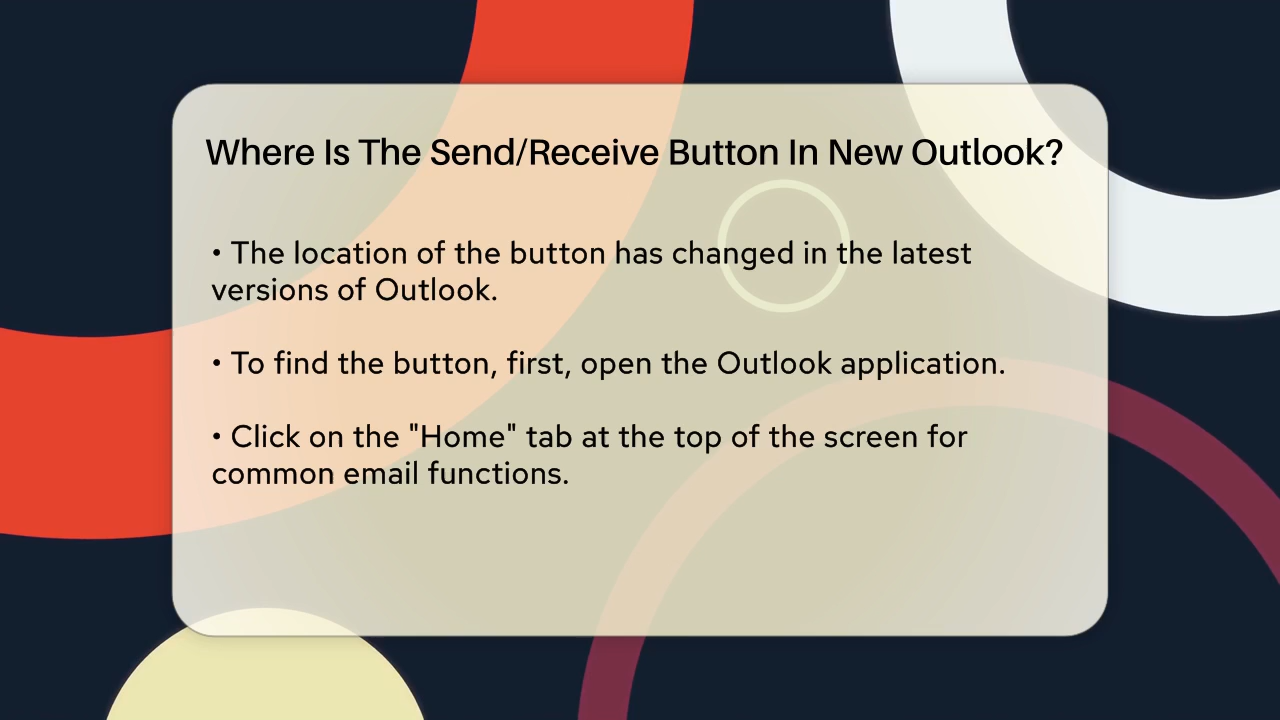 Where Is The Send/Receive Button In New Outlook?
• The location of the button has changed in the latest
versions of Outlook.
• To find the button, first, open the Outlook application.
• Click on the "Home" tab at the top of the screen for
common email functions.